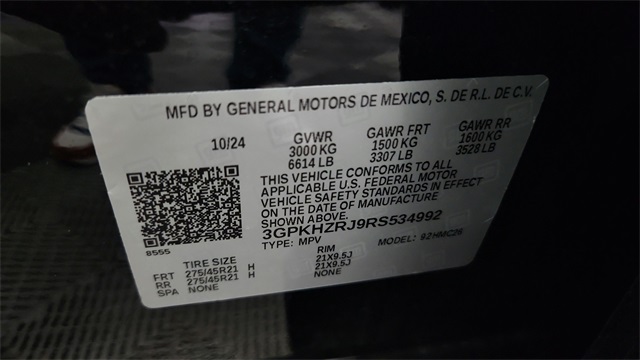 MFD BY GENERAL MOTORS DE MEXICO, S. DE R.L. DE C.V.
10/24 GVWR GAWR FRT GAWR RR
3000 KG 1500 KG 1600 KG
6614 LB 3307 LB 3528 LB
THIS VEHICLE CONFORMS TO ALL
APPLICABLE U.S. FEDERAL MOTOR
VEHICLE SAFETY STANDARDS IN EFFECT
ON THE DATE OF MANUFACTURE
SHOWN ABOVE.
3GPKHZRJ9RS534992
TYPE: MPV MODEL: 92HMC26
8555
TIRE SIZE RIM
FRT 275/45R21 H 21X9.5J
RR 275/45R21 H 21X9.5J
SPA NONE NONE